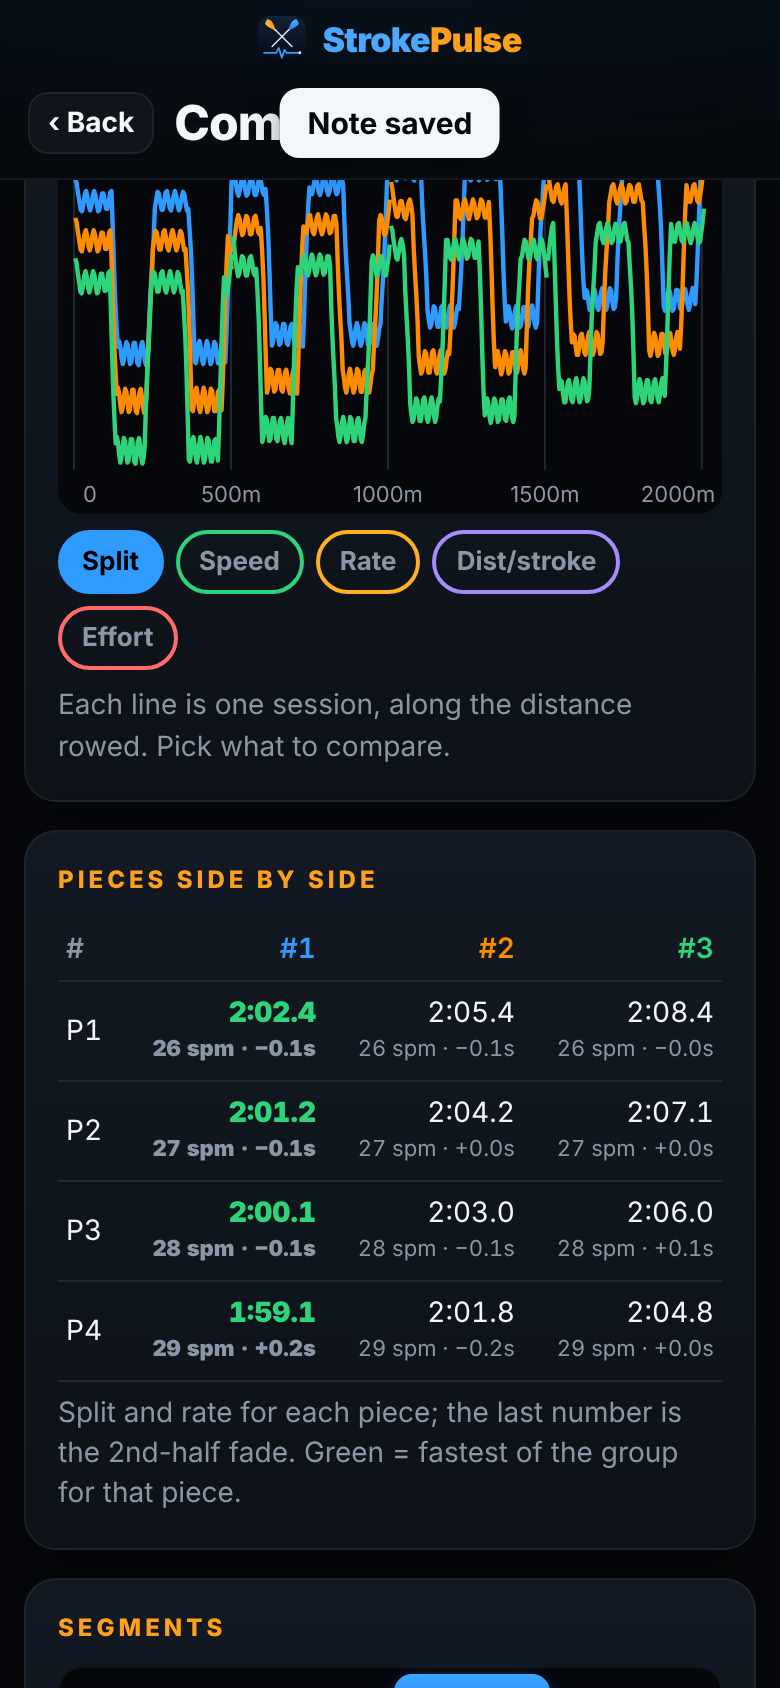 StrokePulse
‹ Back
Com
Note saved
0 500m 1000m 1500m 2000m
Split Speed Rate Dist/stroke
Effort
Each line is one session, along the distance
rowed. Pick what to compare.
PIECES SIDE BY SIDE
# #1 #2 #3
P1 2:02.4 2:05.4 2:08.4
26 spm · −0.1s 26 spm · −0.1s 26 spm · −0.0s
P2 2:01.2 2:04.2 2:07.1
27 spm · −0.1s 27 spm · +0.0s 27 spm · +0.0s
P3 2:00.1 2:03.0 2:06.0
28 spm · −0.1s 28 spm · −0.1s 28 spm · +0.1s
P4 1:59.1 2:01.8 2:04.8
29 spm · +0.2s 29 spm · −0.2s 29 spm · +0.0s
Split and rate for each piece; the last number is
the 2nd-half fade. Green = fastest of the group
for that piece.
SEGMENTS